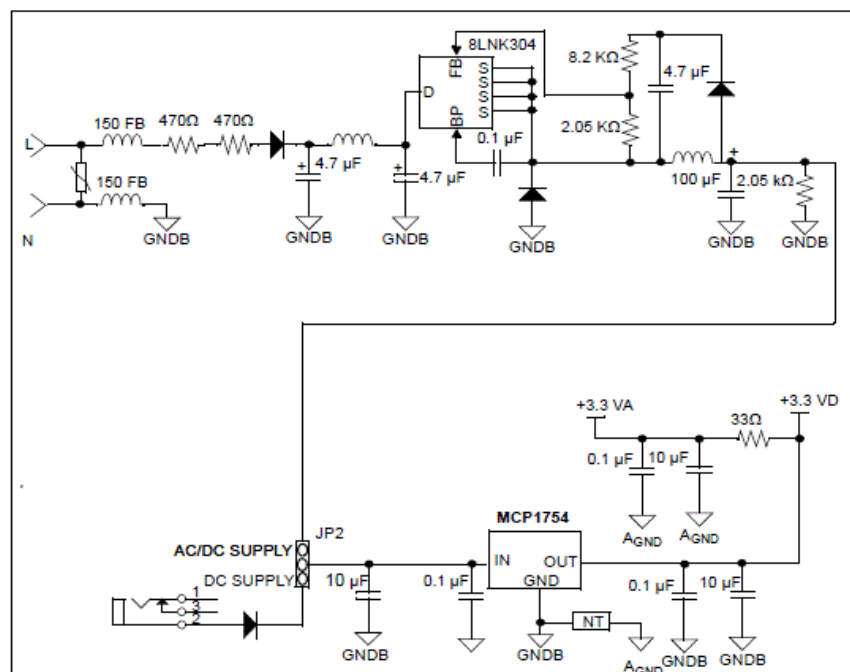 8LNK304
8.2 KΩ
FB
S
S
S
S
4.7 µF
D
BP
150 FB
470Ω
470Ω
0.1 µF
2.05 KΩ
L
+
4.7 µF
+
4.7 µF
100 µF
+
2.05 kΩ
150 FB
N
GNDB
GNDB
GNDB
GNDB
GNDB
GNDB
+3.3 VA
+3.3 VD
33Ω
0.1 µF
10 µF
MCP1754
JP2
AC/DC SUPPLY
AGND
AGND
IN
OUT
DC SUPPLY
10 µF
0.1 µF
GND
0.1 µF
10 µF
1
3
2
NT
GNDB
GNDB
AGND
GNDB
GNDB